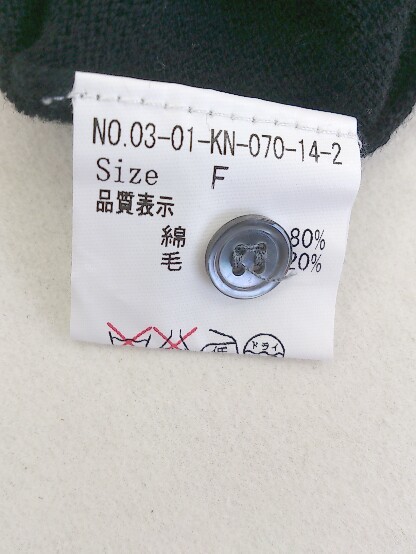 NO.03-01-KN-070-14-2
Size F
品質表示
綿 80%
毛 20%
低 ドライ